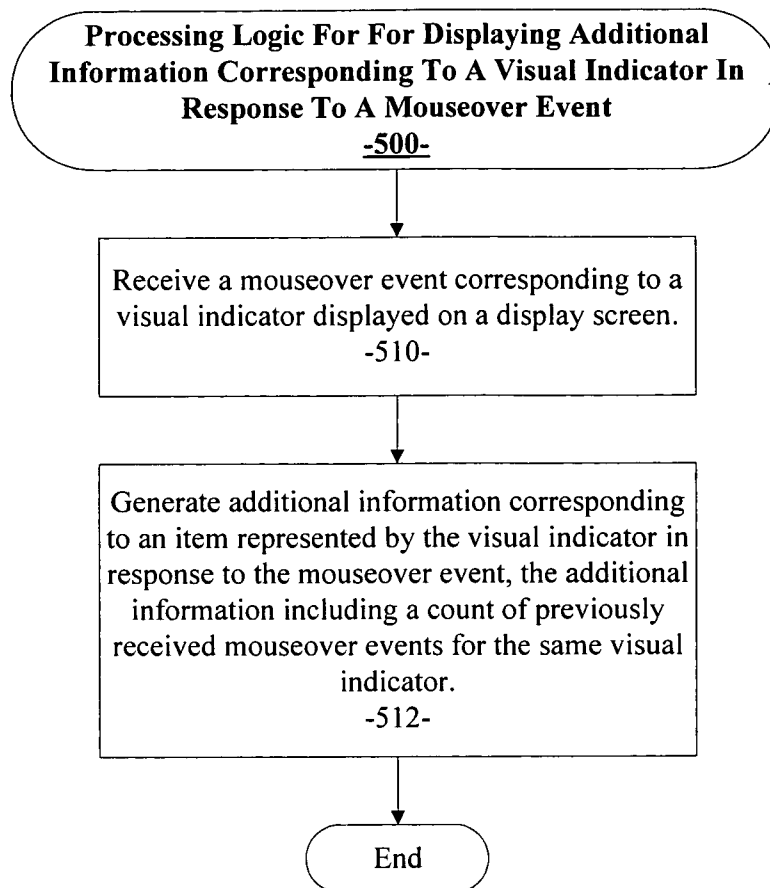 Processing Logic For For Displaying Additional
Information Corresponding To A Visual Indicator In
Response To A Mouseover Event
-500-
Receive a mouseover event corresponding to a
visual indicator displayed on a display screen.
-510-
Generate additional information corresponding
to an item represented by the visual indicator in
response to the mouseover event, the additional
information including a count of previously
received mouseover events for the same visual
indicator.
-512-
End